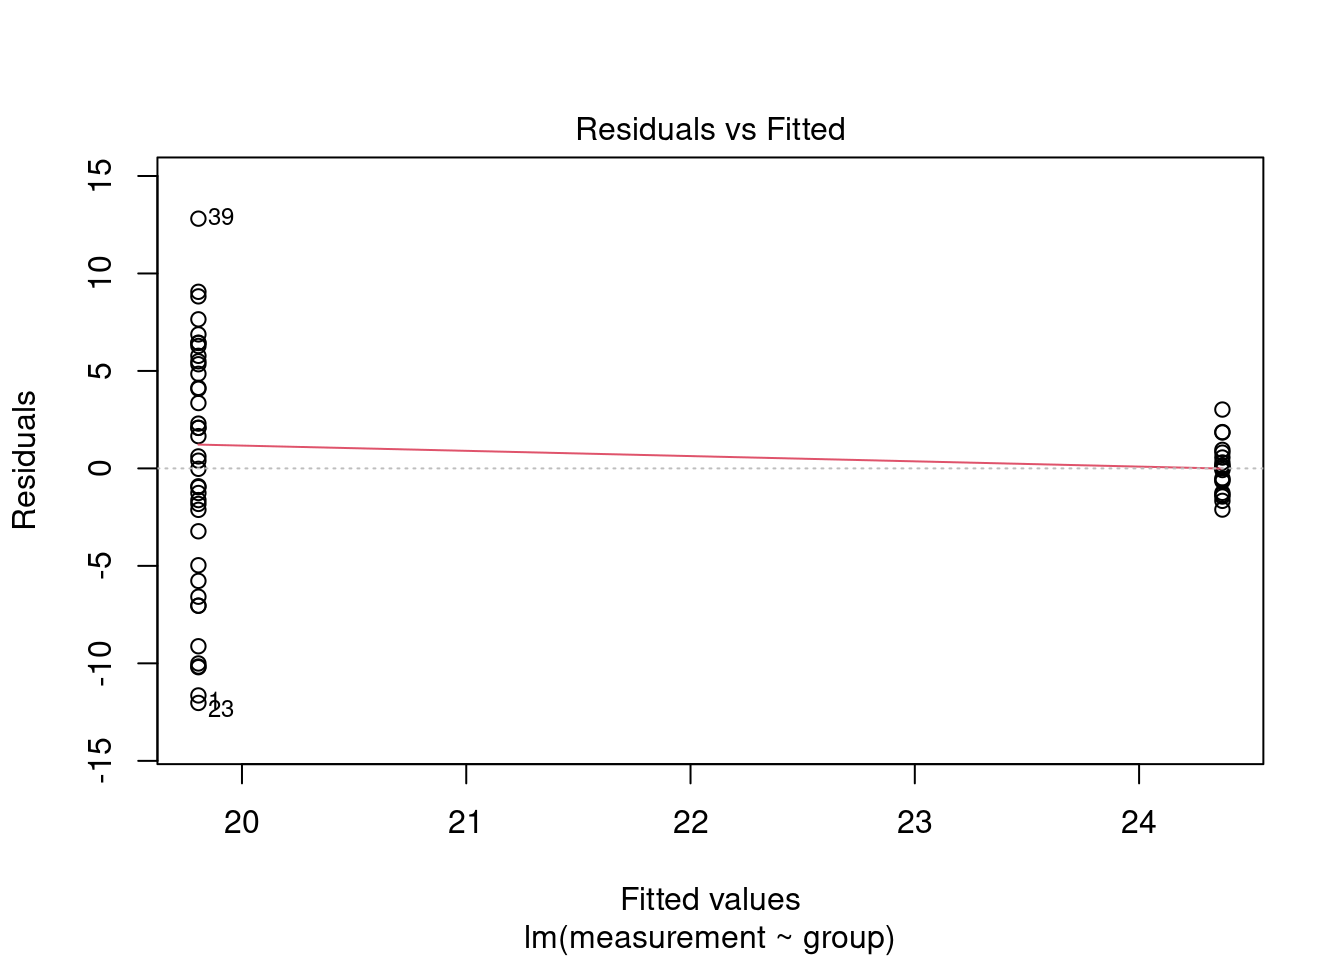 Residuals vs Fitted
Residuals
15
10
5
0
-5
-10
-15
39
1
23
20 21 22 23 24
Fitted values
lm(measurement ~ group)